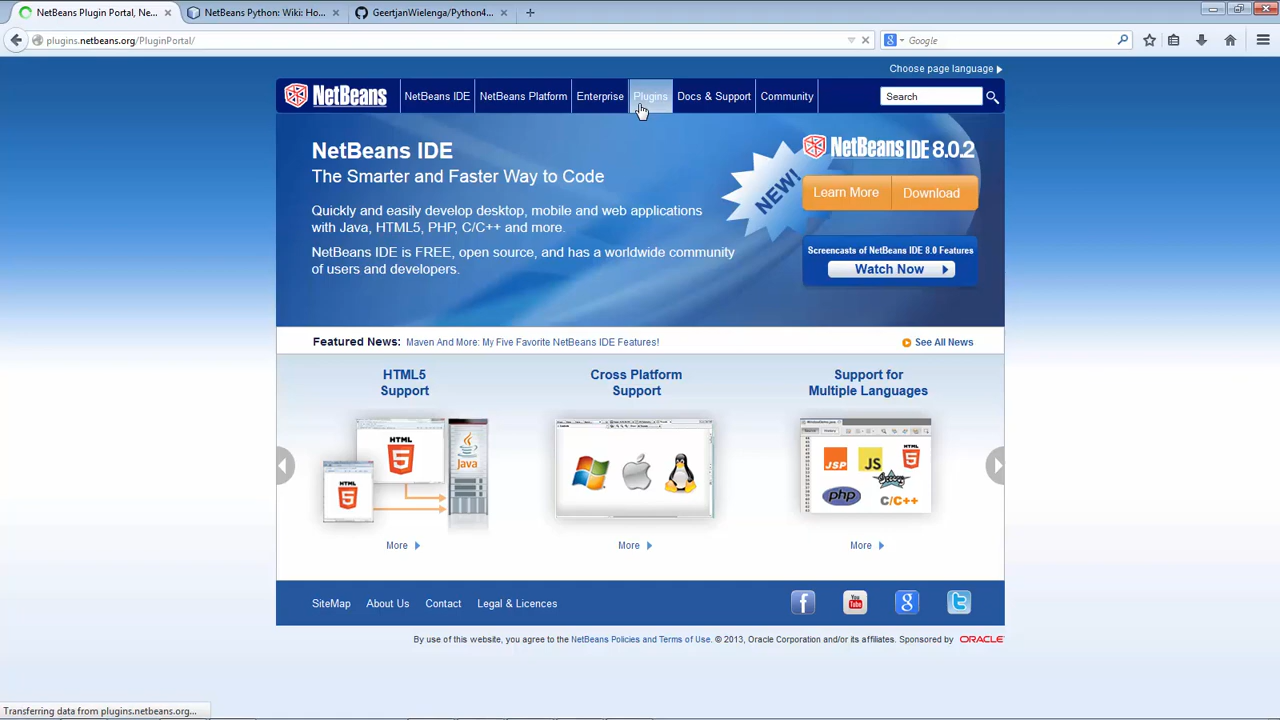 NetBeans Plugin Portal, Ne...
NetBeans Python: Wiki: Ho...
GeertjanWielenga/Python4...
plugins.netbeans.org/PluginPortal/
Google
Choose page language
NetBeans
NetBeans IDE
NetBeans Platform
Enterprise
Plugins
Docs & Support
Community
Search
NetBeans IDE
The Smarter and Faster Way to Code
Quickly and easily develop desktop, mobile and web applications
with Java, HTML5, PHP, C/C++ and more.
NetBeans IDE is FREE, open source, and has a worldwide community
of users and developers.
NEW!
NetBeans IDE 8.0.2
Learn More
Download
Screencasts of NetBeans IDE 8.0 Features
Watch Now
Featured News:
Maven And More: My Five Favorite NetBeans IDE Features!
See All News
HTML5
Support
Cross Platform
Support
Support for
Multiple Languages
HTML
5
Java
HTML
5
JSP
JS
HTML
5
Groovy
php
C/C++
More
More
More
SiteMap
About Us
Contact
Legal & Licences
By use of this website, you agree to the NetBeans Policies and Terms of Use. © 2013, Oracle Corporation and/or its affiliates. Sponsored by ORACLE
Transferring data from plugins.netbeans.org...